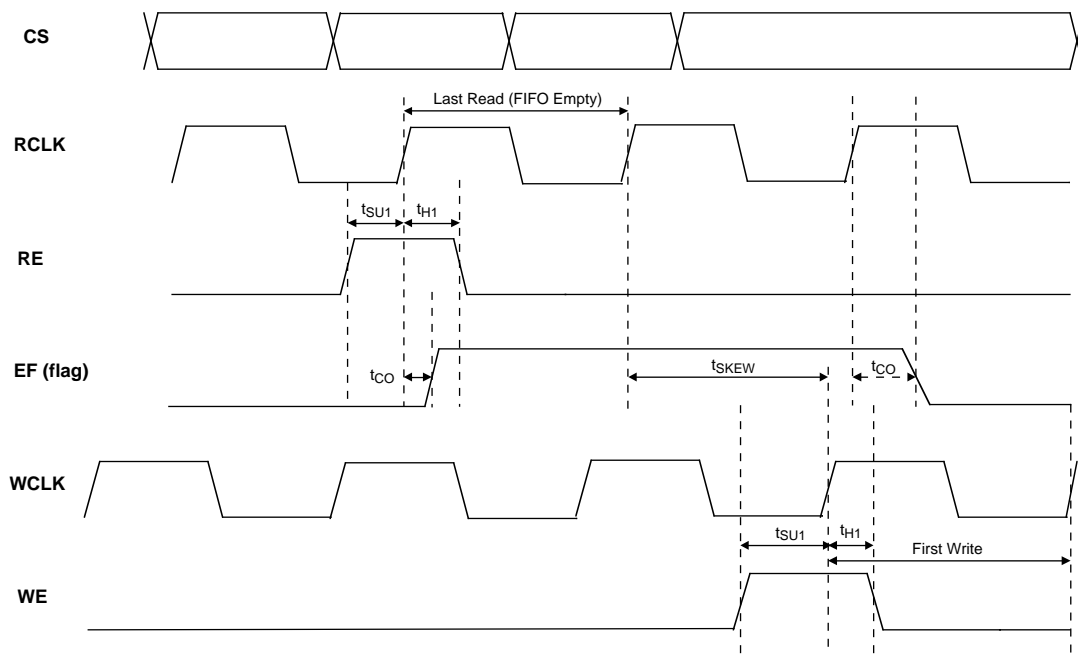 CS
Last Read (FIFO Empty)
RCLK
tSU1
tH1
RE
EF (flag)
tCO
tSKEW
tCO
WCLK
tSU1
tH1
First Write
WE